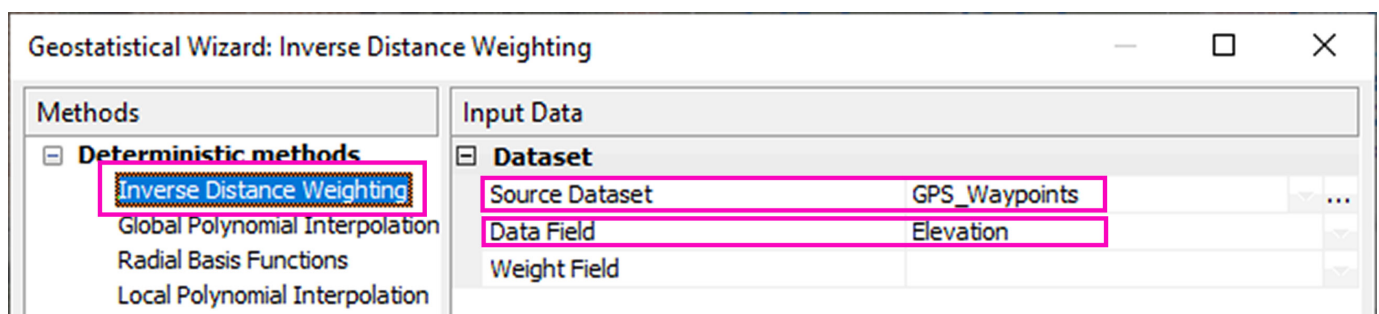 Geostatistical Wizard: Inverse Distance Weighting
Methods
Input Data
Deterministic methods
Inverse Distance Weighting
Global Polynomial Interpolation
Radial Basis Functions
Local Polynomial Interpolation
Dataset
Source Dataset GPS_Waypoints ...
Data Field Elevation
Weight Field